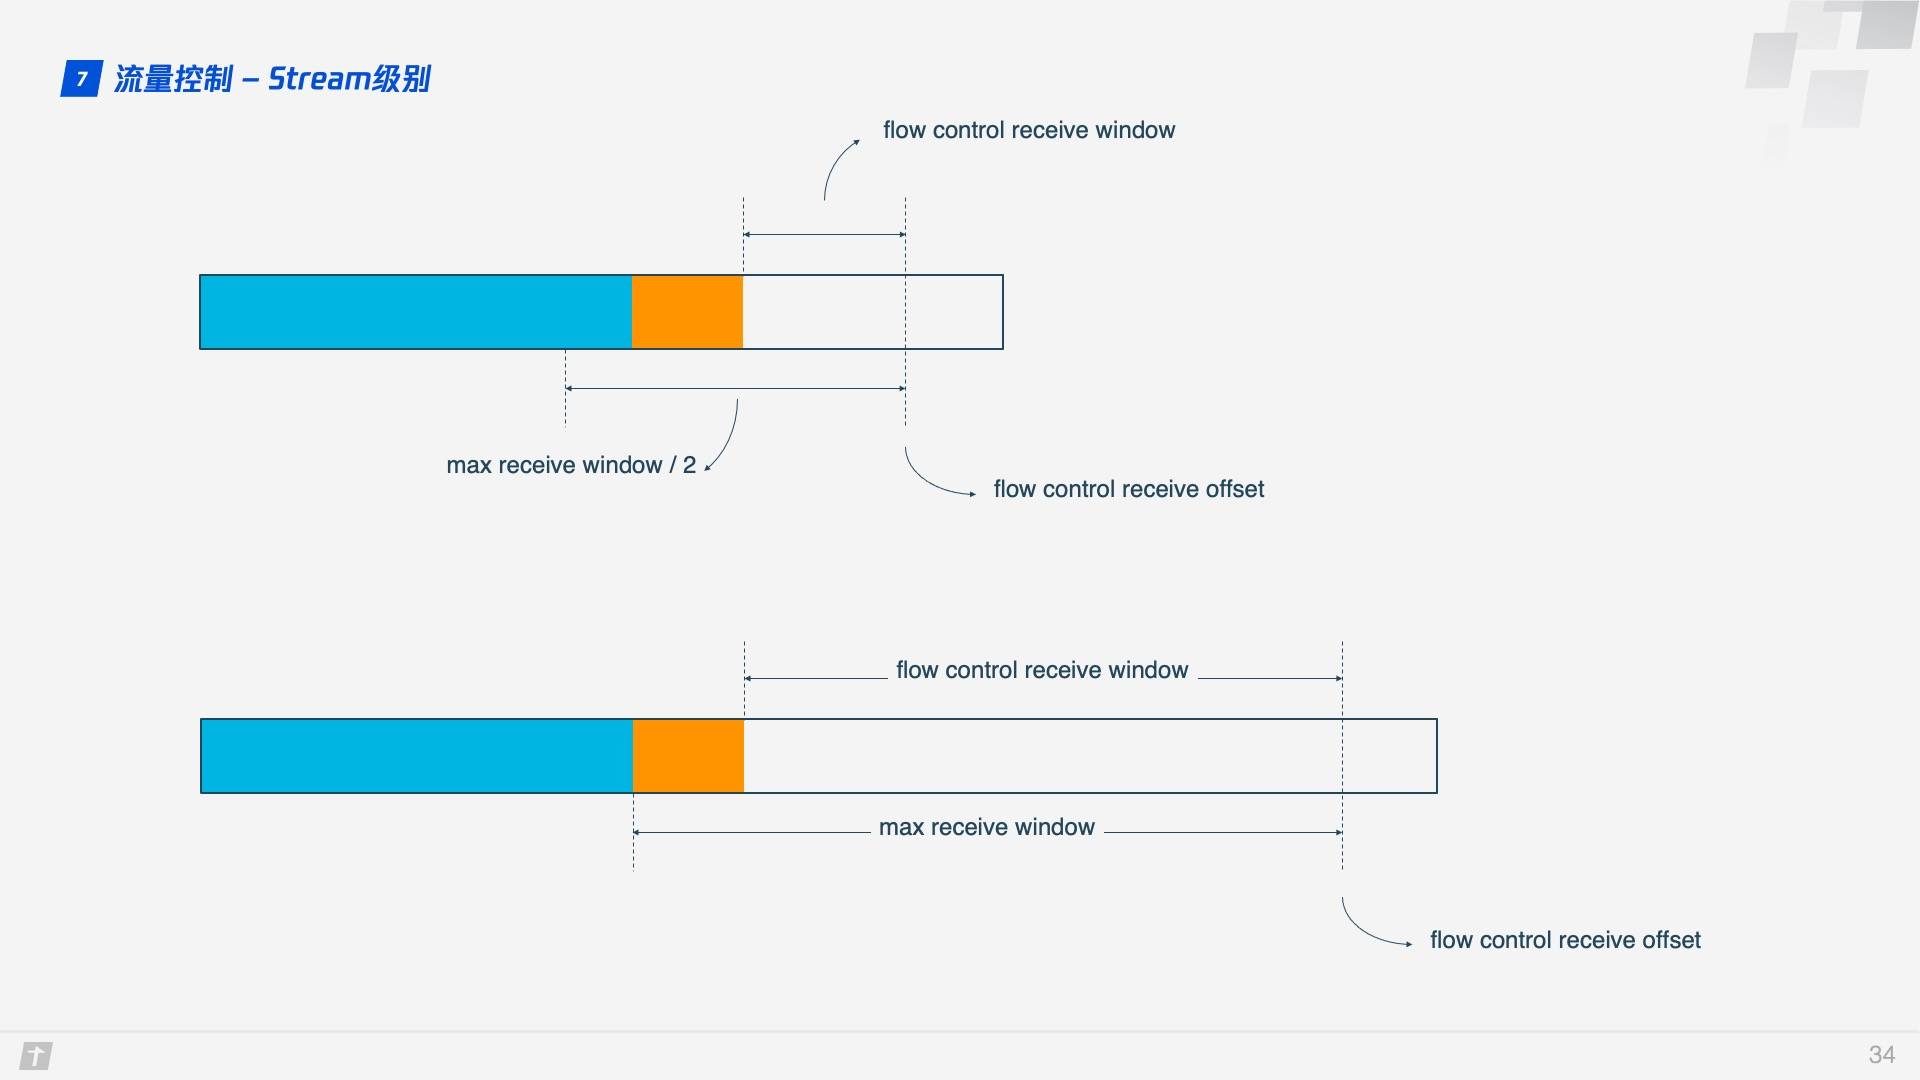 7 流量控制 – Stream级别
flow control receive window
max receive window / 2
flow control receive offset
flow control receive window
max receive window
flow control receive offset
34